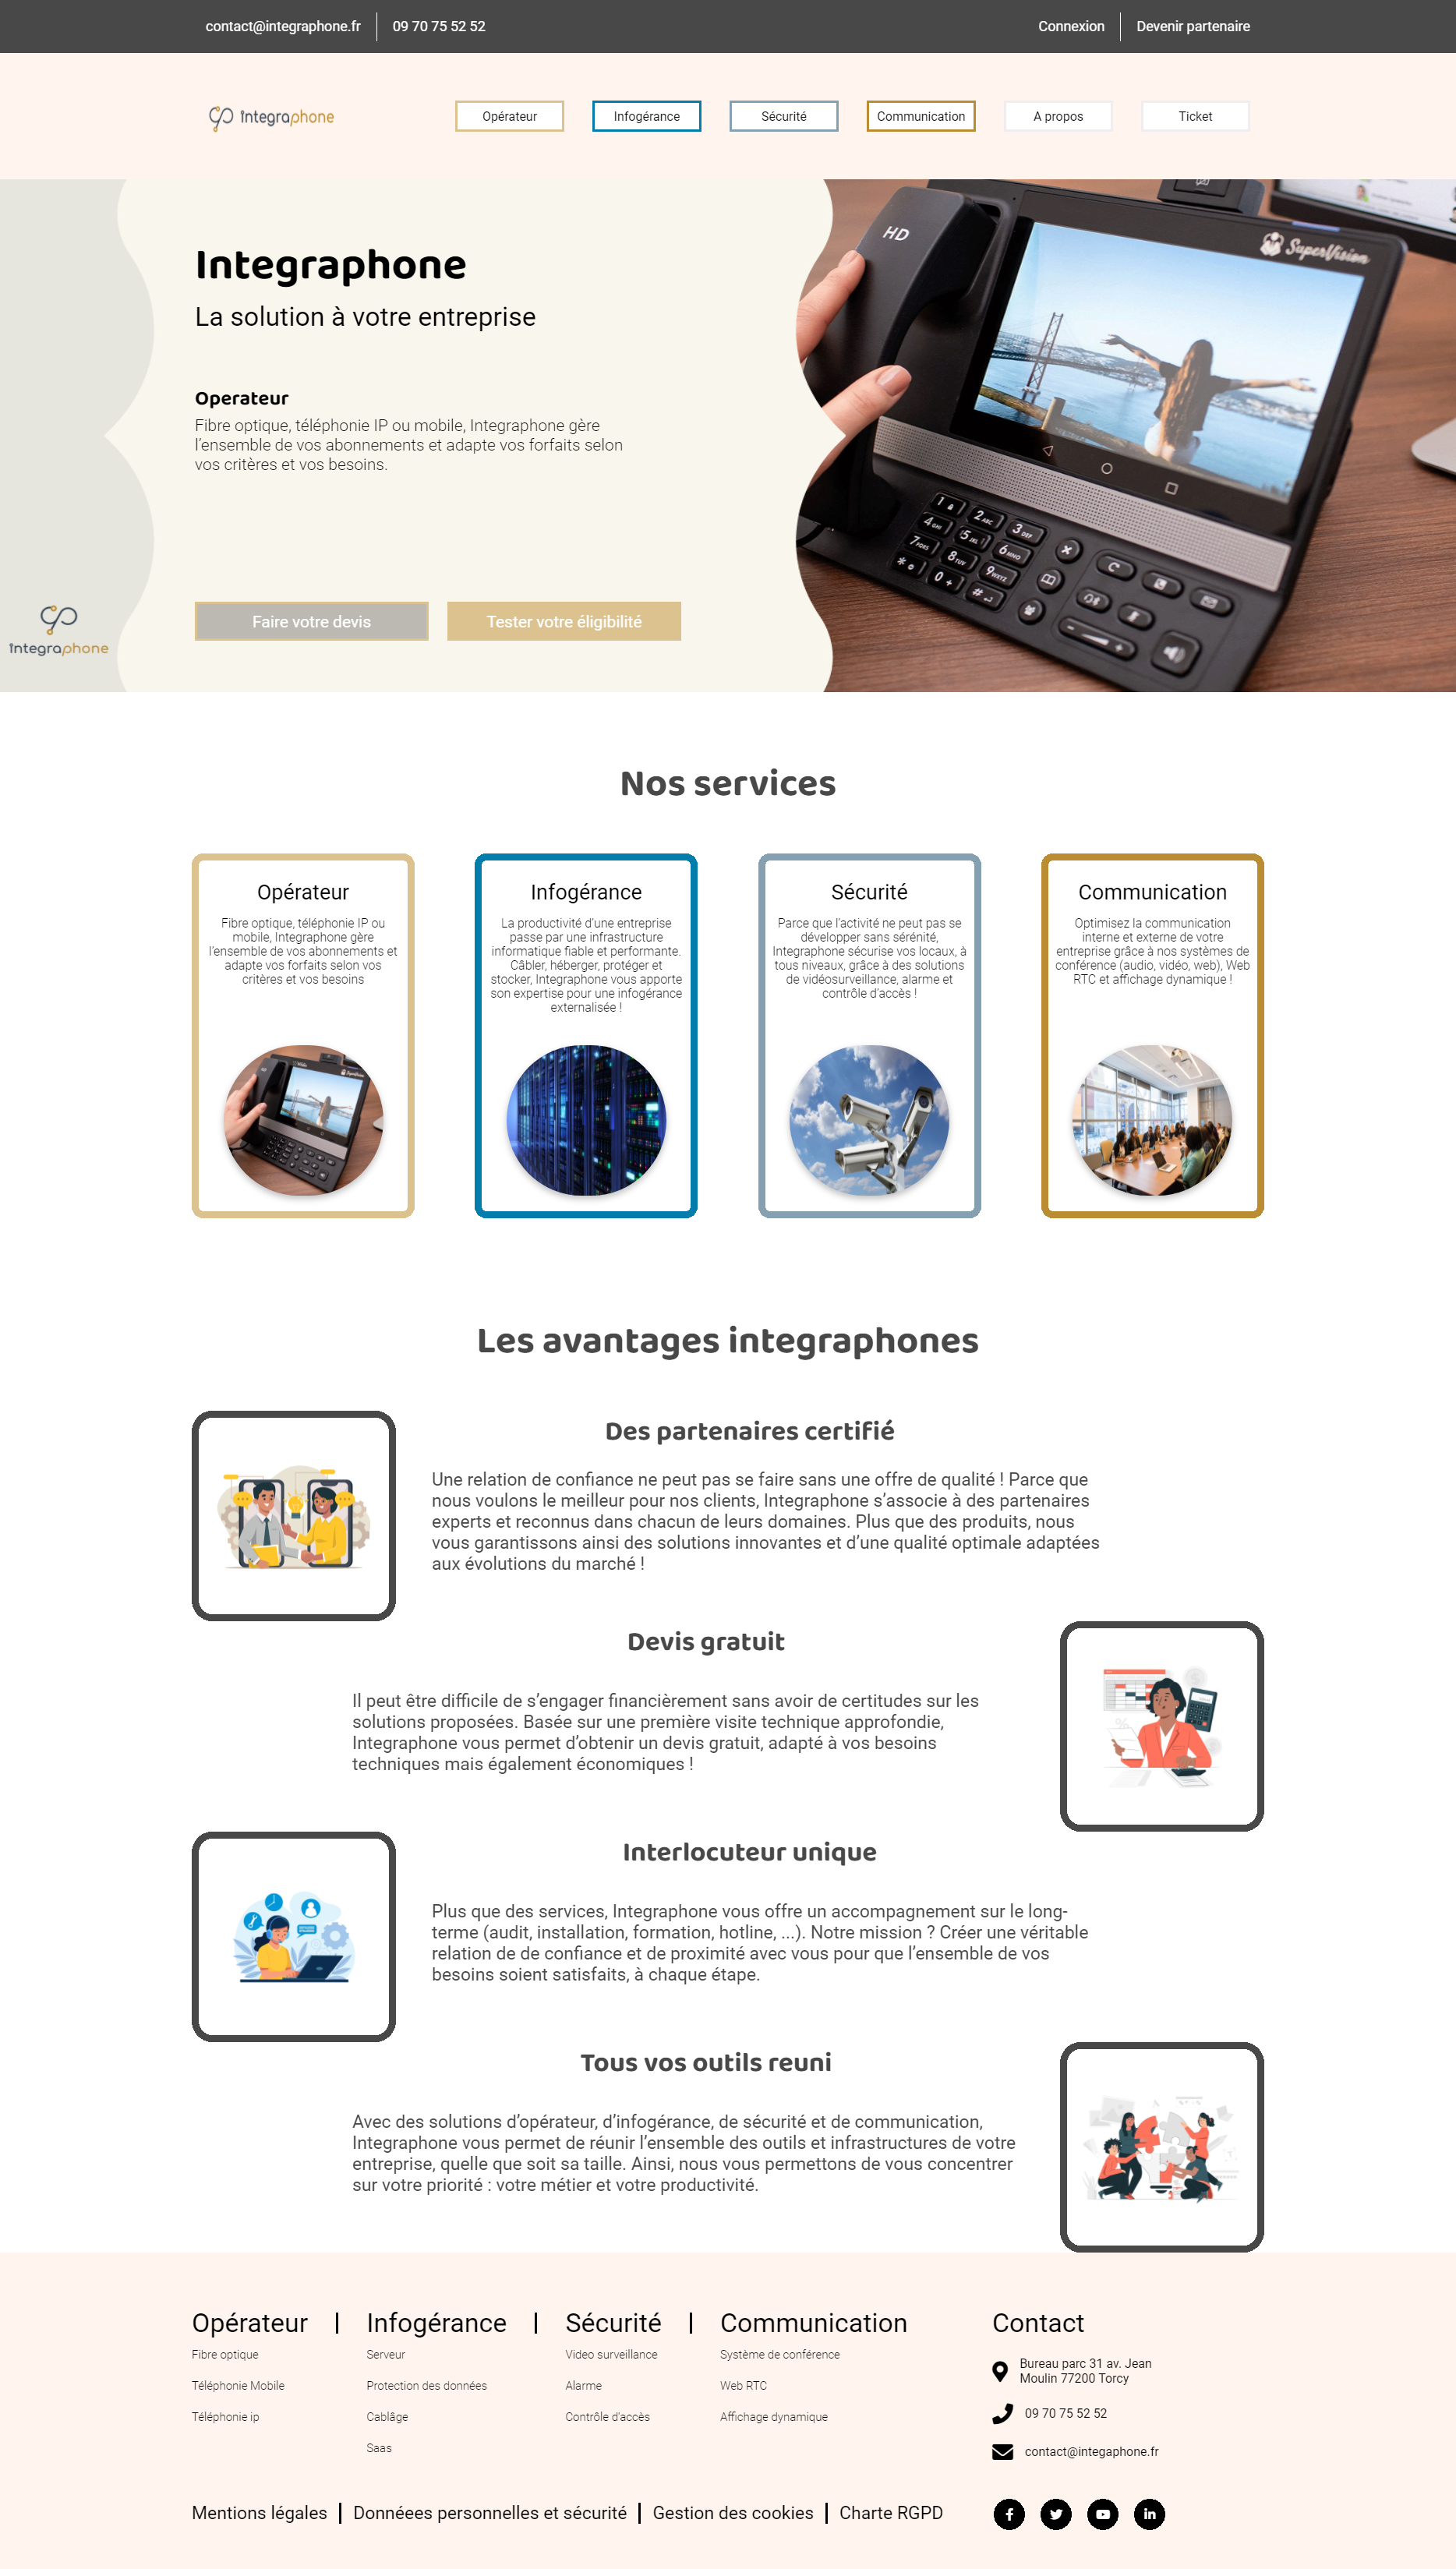 contact@integraphone.fr
09 70 75 52 52
Connexion
Devenir partenaire
integraphone
Opérateur
Infogérance
Sécurité
Communication
A propos
Ticket
Integraphone
La solution à votre entreprise
Operateur
Fibre optique, téléphonie IP ou mobile, Integraphone gère
l’ensemble de vos abonnements et adapte vos forfaits selon
vos critères et vos besoins.
Faire votre devis
Tester votre éligibilité
integraphone
HD
SuperVision
Nos services
Opérateur
Fibre optique, téléphonie IP ou
mobile, Integraphone gère
l’ensemble de vos abonnements et
adapte vos forfaits selon vos
critères et vos besoins
Infogérance
La productivité d’une entreprise
passe par une infrastructure
informatique fiable et performante.
Câbler, héberger, protéger et
stocker, Integraphone vous apporte
son expertise pour une infogérance
externalisée !
Sécurité
Parce que l’activité ne peut pas se
développer sans sérénité,
Integraphone sécurise vos locaux, à
tous niveaux, grâce à des solutions
de vidéosurveillance, alarme et
contrôle d’accès !
Communication
Optimisez la communication
interne et externe de votre
entreprise grâce à nos systèmes de
conférence (audio, vidéo, web), Web
RTC et affichage dynamique !
Les avantages integraphones
Des partenaires certifié
Une relation de confiance ne peut pas se faire sans une offre de qualité ! Parce que
nous voulons le meilleur pour nos clients, Integraphone s’associe à des partenaires
experts et reconnus dans chacun de leurs domaines. Plus que des produits, nous
vous garantissons ainsi des solutions innovantes et d’une qualité optimale adaptées
aux évolutions du marché !
Devis gratuit
Il peut être difficile de s’engager financièrement sans avoir de certitudes sur les
solutions proposées. Basée sur une première visite technique approfondie,
Integraphone vous permet d’obtenir un devis gratuit, adapté à vos besoins
techniques mais également économiques !
Interlocuteur unique
Plus que des services, Integraphone vous offre un accompagnement sur le long-
terme (audit, installation, formation, hotline, ...). Notre mission ? Créer une véritable
relation de de confiance et de proximité avec vous pour que l’ensemble de vos
besoins soient satisfaits, à chaque étape.
Tous vos outils reuni
Avec des solutions d’opérateur, d’infogérance, de sécurité et de communication,
Integraphone vous permet de réunir l’ensemble des outils et infrastructures de votre
entreprise, quelle que soit sa taille. Ainsi, nous vous permettons de vous concentrer
sur votre priorité : votre métier et votre productivité.
Opérateur
Fibre optique
Téléphonie Mobile
Téléphonie ip
Infogérance
Serveur
Protection des données
Cablâge
Saas
Sécurité
Video surveillance
Alarme
Contrôle d'accès
Communication
Système de conférence
Web RTC
Affichage dynamique
Contact
Bureau parc 31 av. Jean
Moulin 77200 Torcy
09 70 75 52 52
contact@integaphone.fr
Mentions légales
Donnéees personnelles et sécurité
Gestion des cookies
Charte RGPD